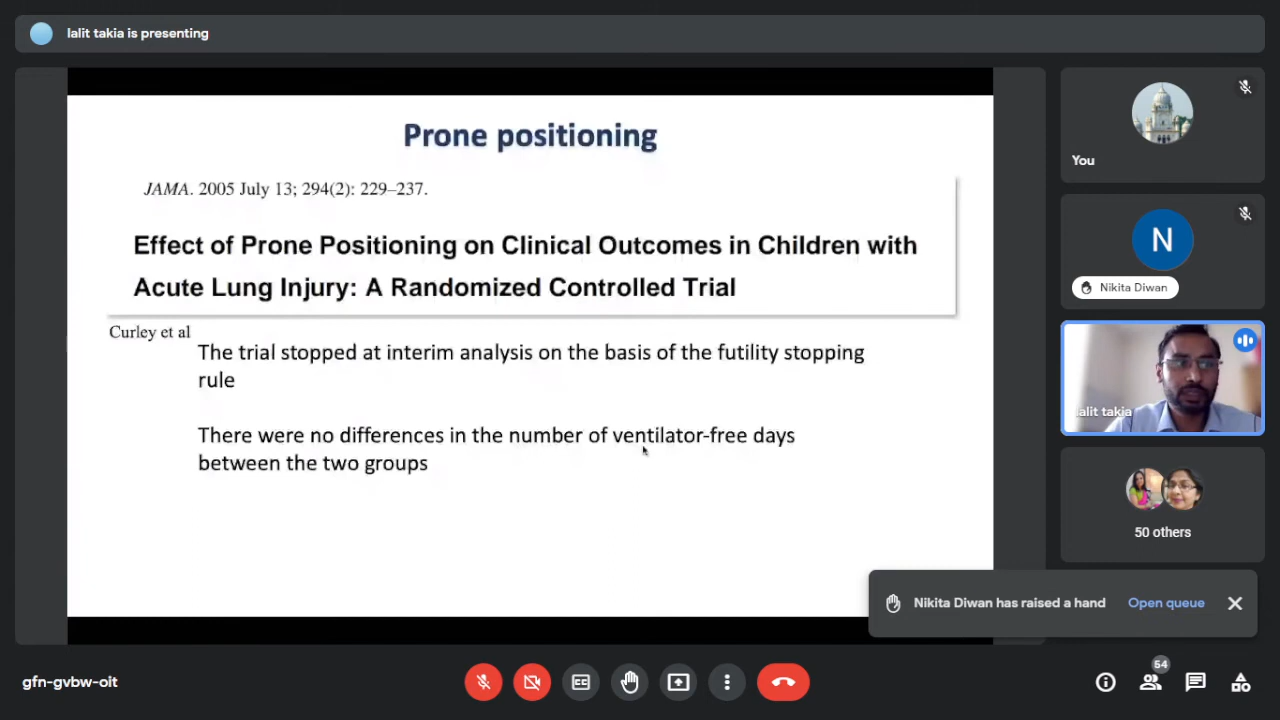 lalit takia is presenting
Prone positioning
JAMA. 2005 July 13; 294(2): 229–237.
Effect of Prone Positioning on Clinical Outcomes in Children with
Acute Lung Injury: A Randomized Controlled Trial
Curley et al
The trial stopped at interim analysis on the basis of the futility stopping
rule
There were no differences in the number of ventilator-free days
between the two groups
You
N
Nikita Diwan
lalit takia
50 others
Nikita Diwan has raised a hand Open queue
gfn-gvbw-oit
CC
54